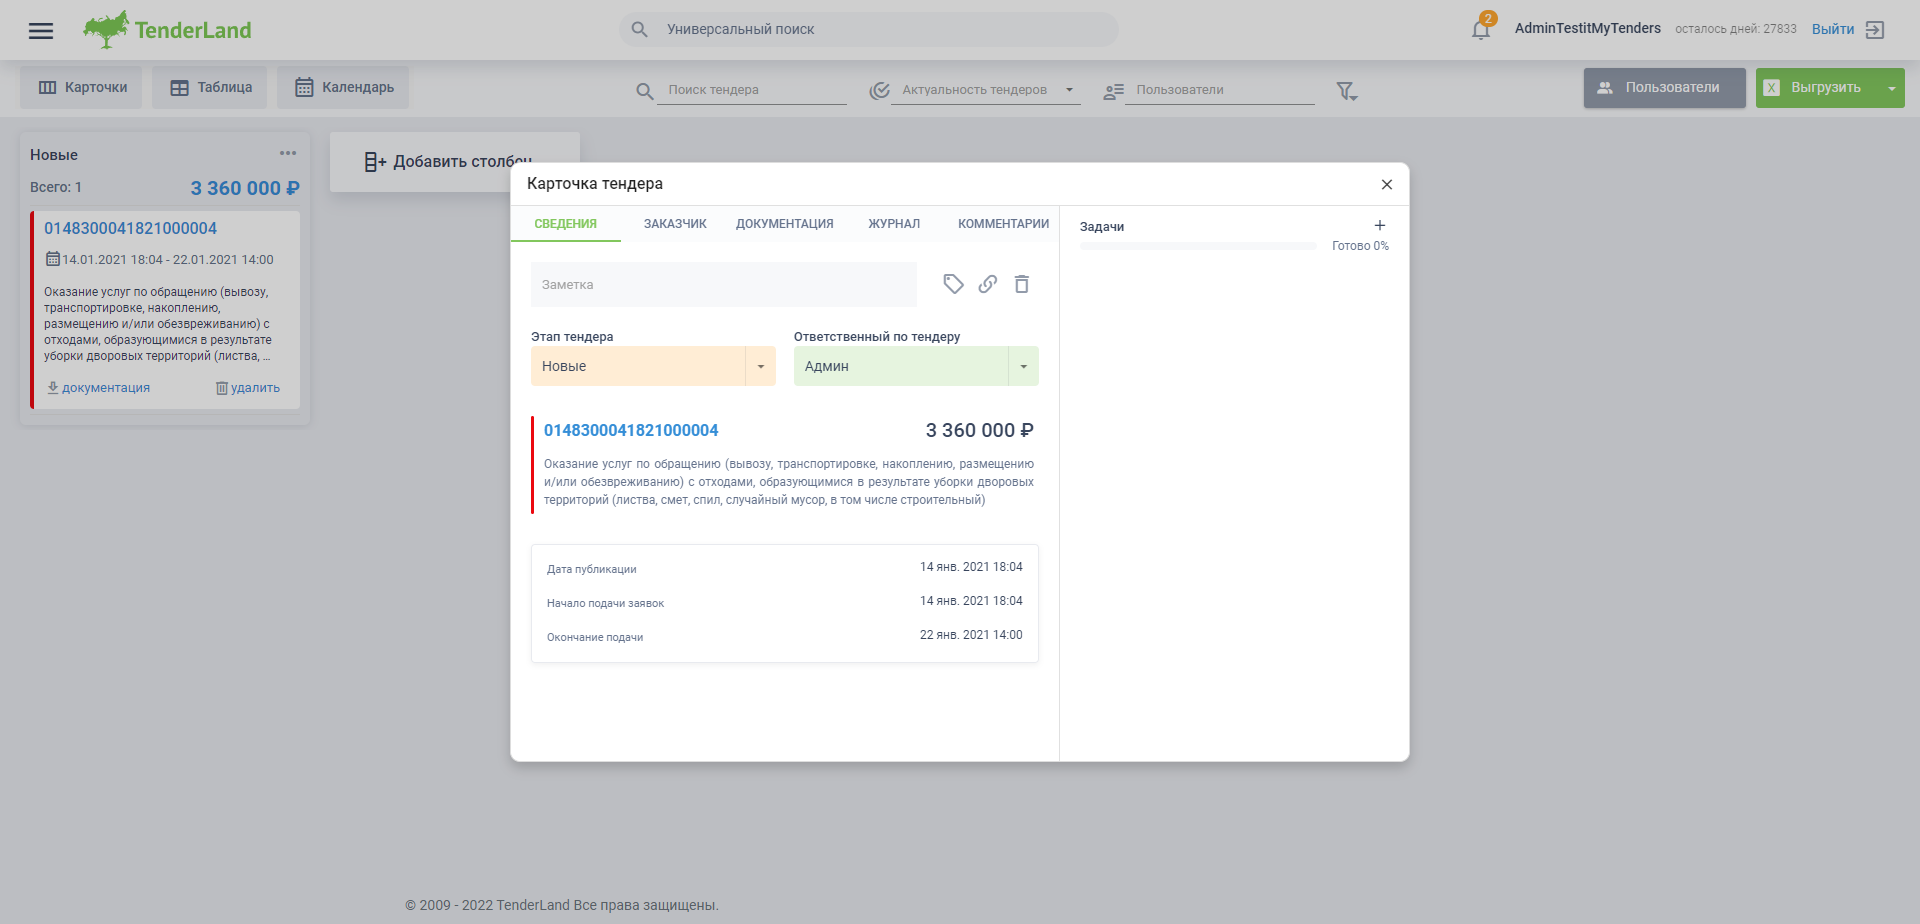 TenderLand
Универсальный поиск
2
AdminTestitMyTenders
осталось дней: 27833
Выйти
Карточки
Таблица
Календарь
Поиск тендера
Актуальность тендеров
Пользователи
Пользователи
X Выгрузить
Новые
Всего: 1
3 360 000 ₽
0148300041821000004
14.01.2021 18:04 - 22.01.2021 14:00
Оказание услуг по обращению (вывозу,
транспортировке, накоплению,
размещению и/или обезвреживанию) с
отходами, образующимися в результате
уборки дворовых территорий (листва, ...
документация
удалить
Добавить столбец
Карточка тендера
СВЕДЕНИЯ
ЗАКАЗЧИК
ДОКУМЕНТАЦИЯ
ЖУРНАЛ
КОММЕНТАРИИ
Заметка
Этап тендера
Новые
Ответственный по тендеру
Админ
0148300041821000004
3 360 000 ₽
Оказание услуг по обращению (вывозу, транспортировке, накоплению, размещению
и/или обезвреживанию) с отходами, образующимися в результате уборки дворовых
территорий (листва, смет, спил, случайный мусор, в том числе строительный)
Дата публикации
14 янв. 2021 18:04
Начало подачи заявок
14 янв. 2021 18:04
Окончание подачи
22 янв. 2021 14:00
Задачи
Готово 0%
© 2009 - 2022 TenderLand Все права защищены.